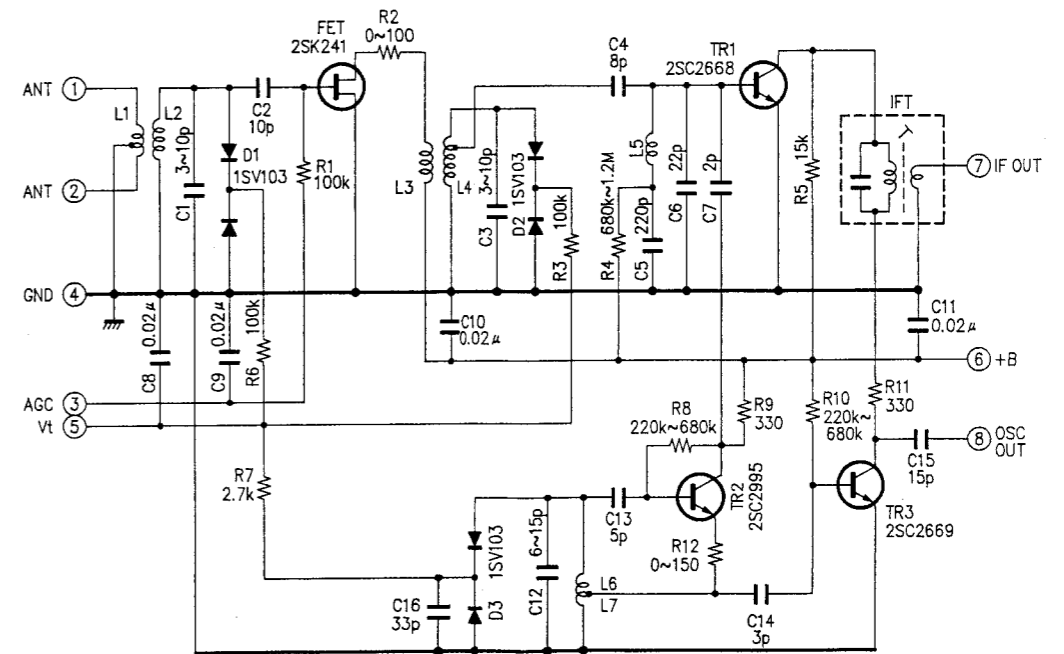 R2
0~100
FET
2SK241
C4
8p
TR1
2SC2668
IFT
ANT 1
L1
L2
C2
10p
3~10p
C1
D1
1SV103
R1
100k
L3
L4
3~10p
C3
1SV103
D2
100k
R3
680k~1.2M
R4
L5
220p
C5
22p
C6
2p
C7
15k
R5
7 IF OUT
ANT 2
GND 4
0.02μ
C8
0.02μ
C9
100k
R6
C10
0.02μ
C11
0.02μ
6 +B
AGC 3
Vt 5
R8
220k~680k
R9
330
R10
220k~
680k
R11
330
8 OSC
OUT
C15
15p
R7
2.7k
C13
5p
TR2
2SC2995
TR3
2SC2669
1SV103
D3
6~15p
C12
R12
0~150
L6
L7
C16
33p
C14
3p